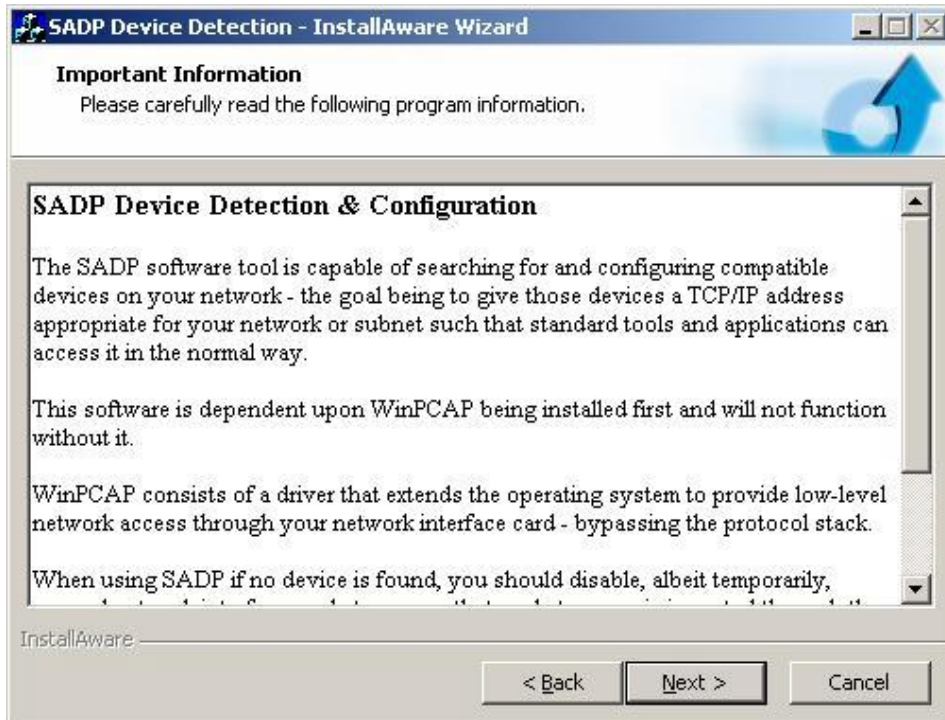 SADP Device Detection - InstallAware Wizard
Important Information
Please carefully read the following program information.
SADP Device Detection & Configuration
The SADP software tool is capable of searching for and configuring compatible
devices on your network - the goal being to give those devices a TCP/IP address
appropriate for your network or subnet such that standard tools and applications can
access it in the normal way.
This software is dependent upon WinPCAP being installed first and will not function
without it.
WinPCAP consists of a driver that extends the operating system to provide low-level
network access through your network interface card - bypassing the protocol stack.
When using SADP if no device is found, you should disable, albeit temporarily,
InstallAware
< Back
Next >
Cancel